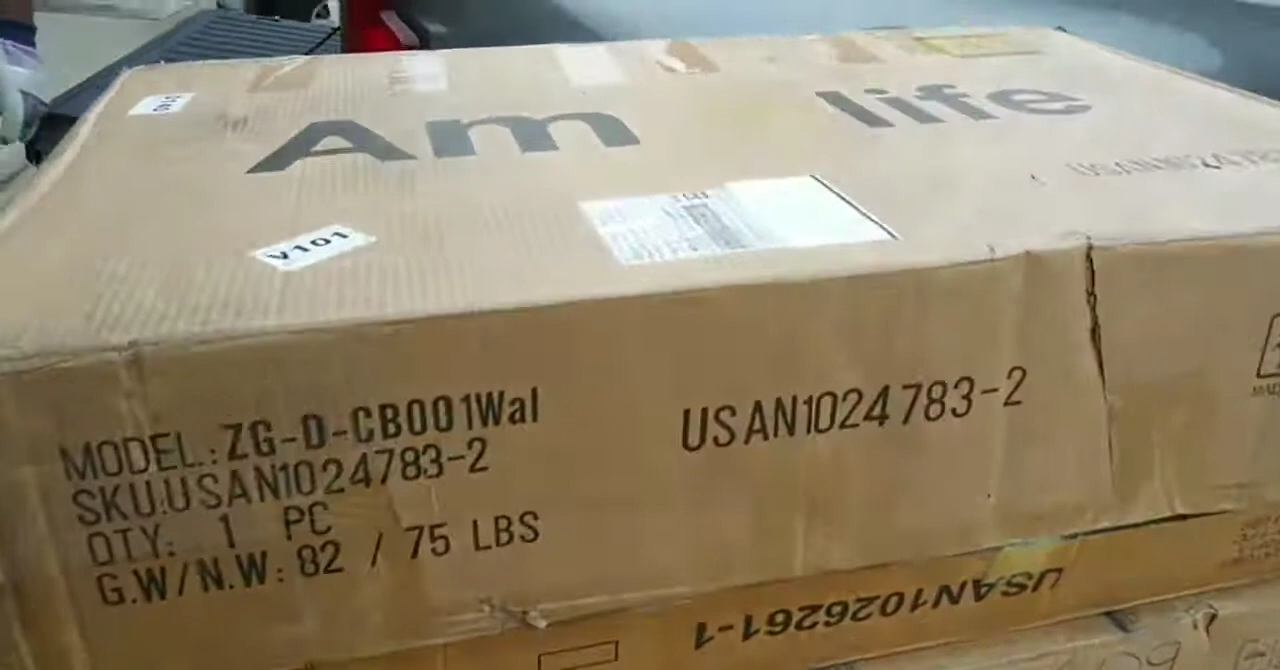 Am life
V101
USAN1024783
MODEL.: ZG-D-CB001Wal
SKU:USAN1024783-2
QTY: 1 PC
G.W/N.W: 82 / 75 LBS
USAN1024783-2
USAN1026261-1